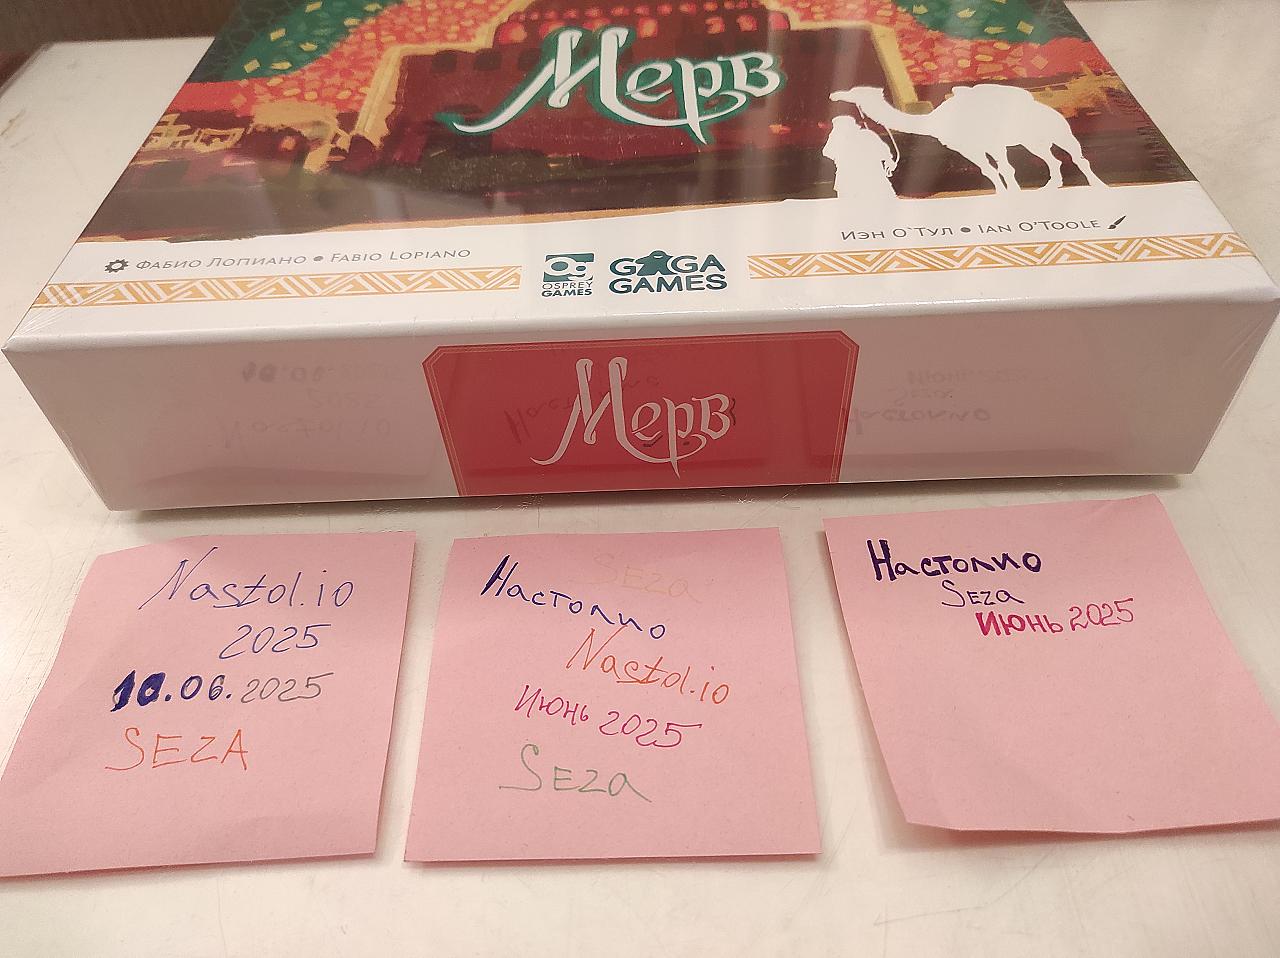 Мерв
ФАБИО ЛОПИАНО • FABIO LOPIANO
OSPREY GAMES
GAGA GAMES
ИЭН О`ТУЛ • IAN O'TOOLE
Мерв
Nastol.io
2025
10.06.2025
SEZA
SEZA
Настолио
Nastol.io
Июнь 2025
SEZA
Настолио
SEZA
Июнь 2025